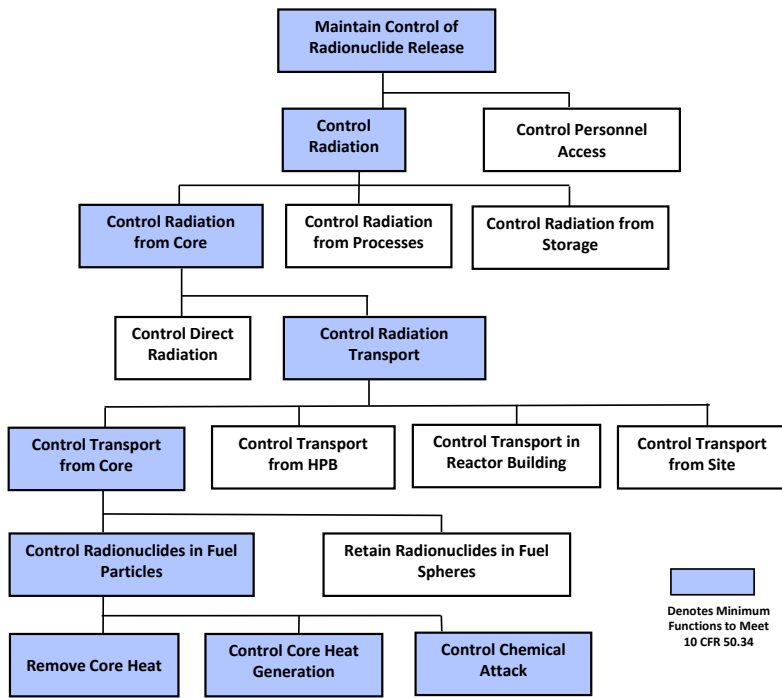 Maintain Control of
Radionuclide Release
Control
Radiation
Control Personnel
Access
Control Radiation
from Core
Control Radiation
from Processes
Control Radiation from
Storage
Control Direct
Radiation
Control Radiation
Transport
Control Transport
from Core
Control Transport
from HPB
Control Transport in
Reactor Building
Control Transport
from Site
Control Radionuclides in Fuel
Particles
Retain Radionuclides in Fuel
Spheres
Remove Core Heat
Control Core Heat
Generation
Control Chemical
Attack
Denotes Minimum
Functions to Meet
10 CFR 50.34